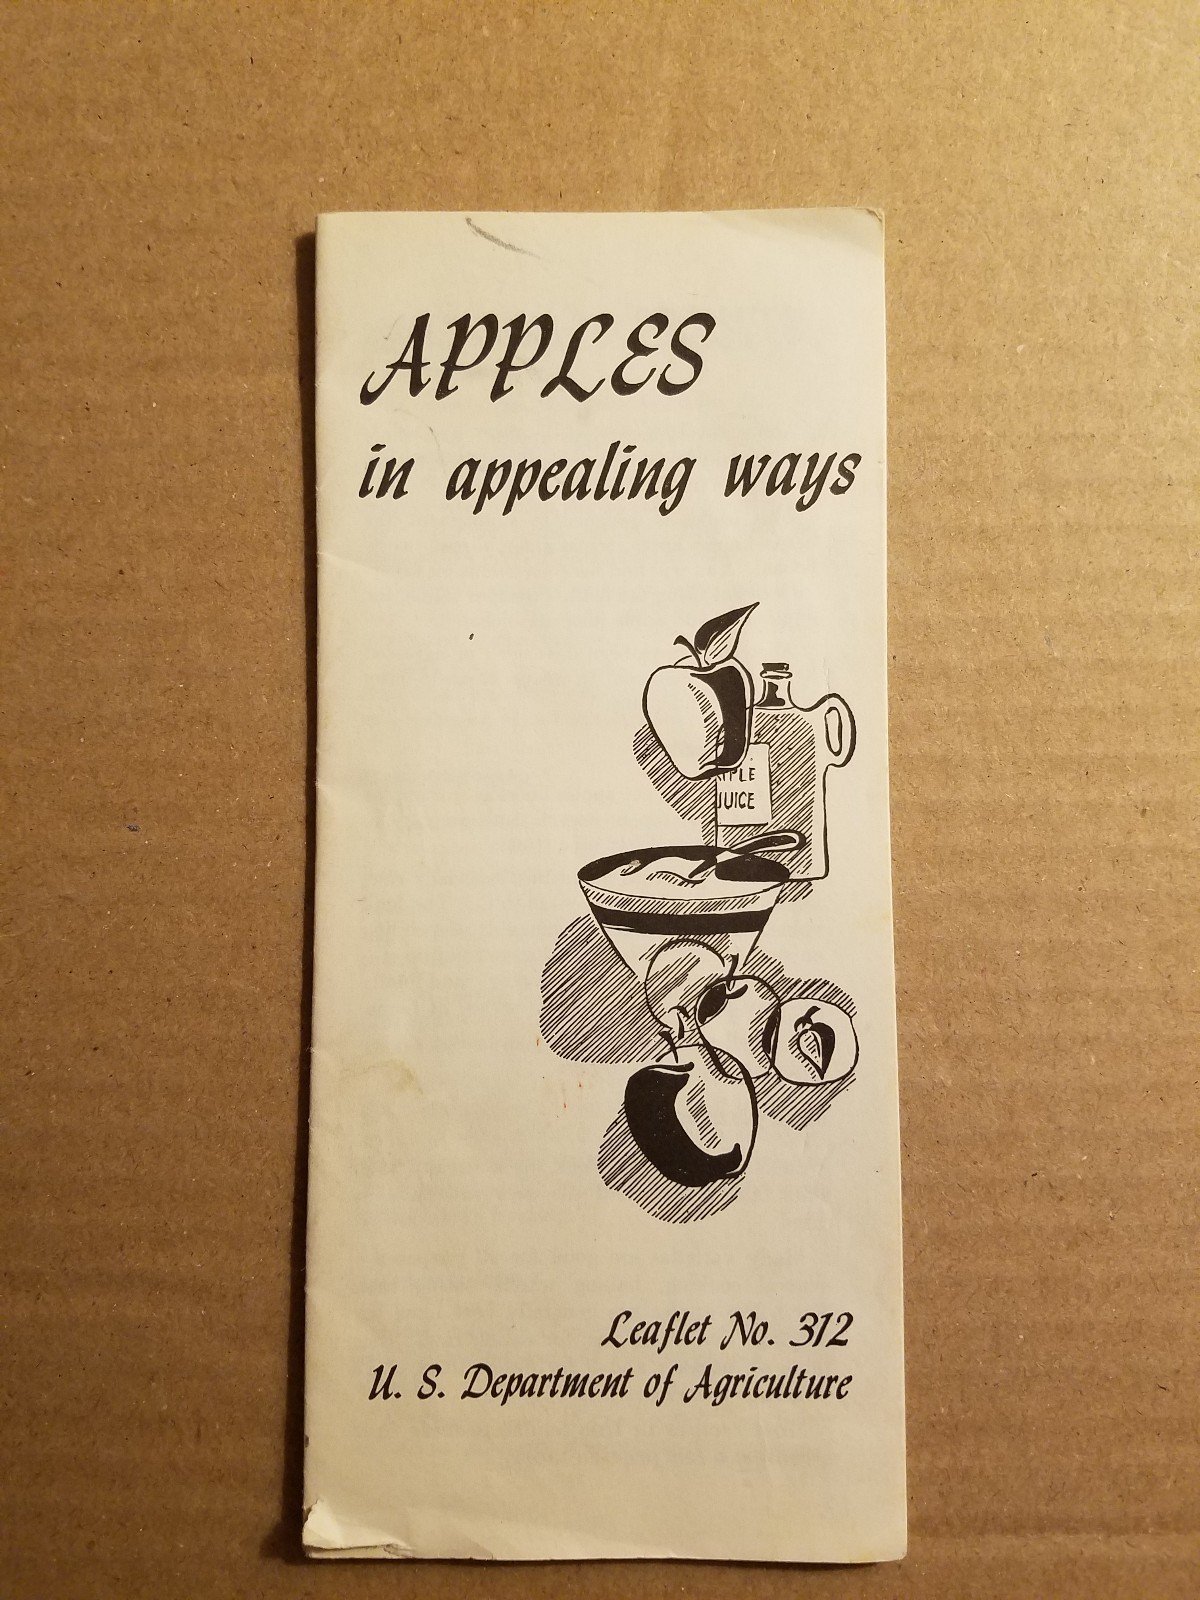 APPLES
in appealing ways
JUICE
Leaflet No. 312
U. S. Department of Agriculture